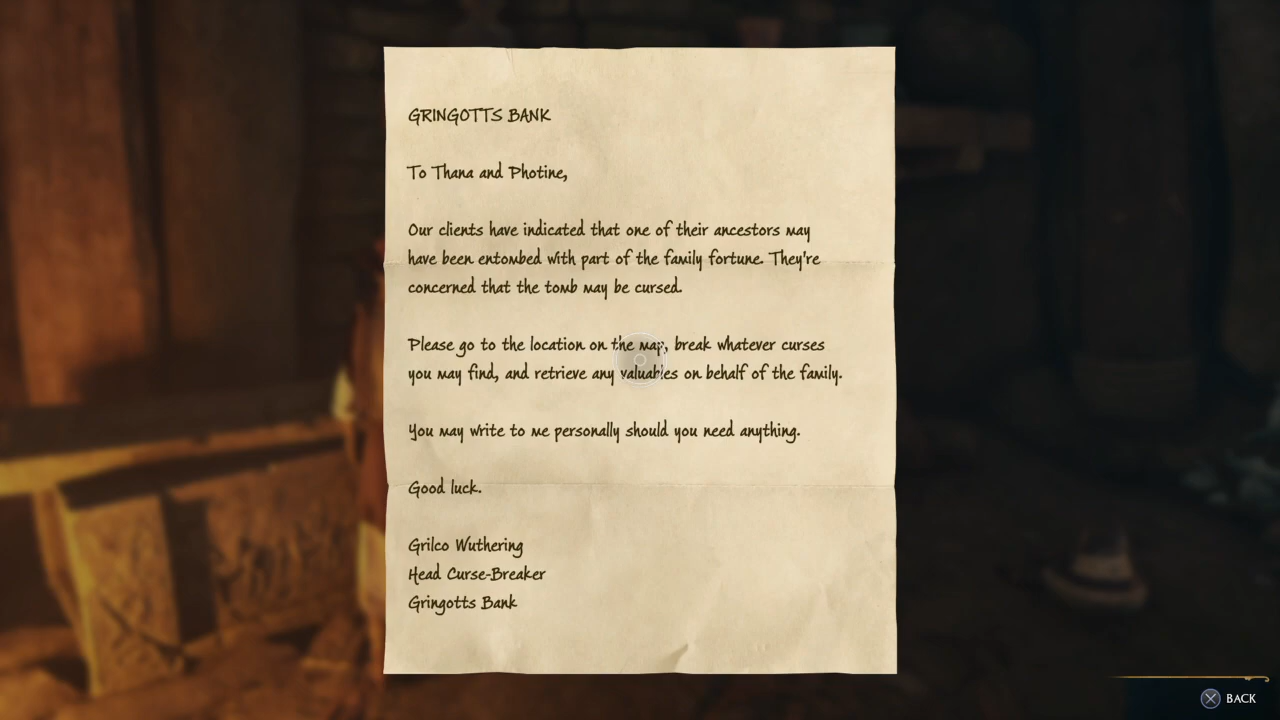 GRINGOTTS BANK
To Thana and Photine,
Our clients have indicated that one of their ancestors may
have been entombed with part of the family fortune. They're
concerned that the tomb may be cursed.
Please go to the location on the map, break whatever curses
you may find, and retrieve any valuables on behalf of the family.
You may write to me personally should you need anything.
Good luck.
Grilco Wuthering
Head Curse-Breaker
Gringotts Bank
BACK